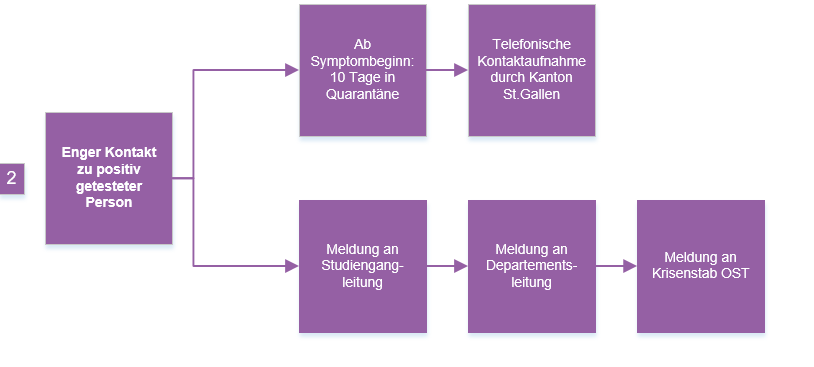 2
Enger Kontakt
zu positiv
getesteter
Person
Ab
Symptombeginn:
10 Tage in
Quarantäne
Telefonische
Kontaktaufnahme
durch Kanton
St.Gallen
Meldung an
Studiengang-
leitung
Meldung an
Departements-
leitung
Meldung an
Krisenstab OST